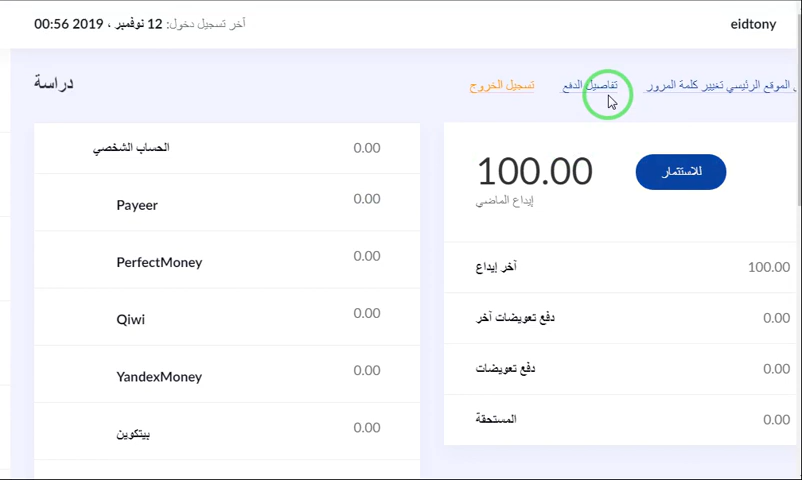 آخر تسجيل دخول: 12 نوفمبر ، 2019 00:56
eidtony
دراسة
تسجيل الخروج
تفاصيل الدفع
الموقع الرئيسي تغيير كلمة المرور
الحساب الشخصي 0.00
Payeer 0.00
PerfectMoney 0.00
Qiwi 0.00
YandexMoney 0.00
بيتكوين 0.00
100.00
إيداع الماضي
للاستثمار
آخر إيداع 100.00
دفع تعويضات آخر 0.00
دفع تعويضات 0.00
المستحقة 0.00